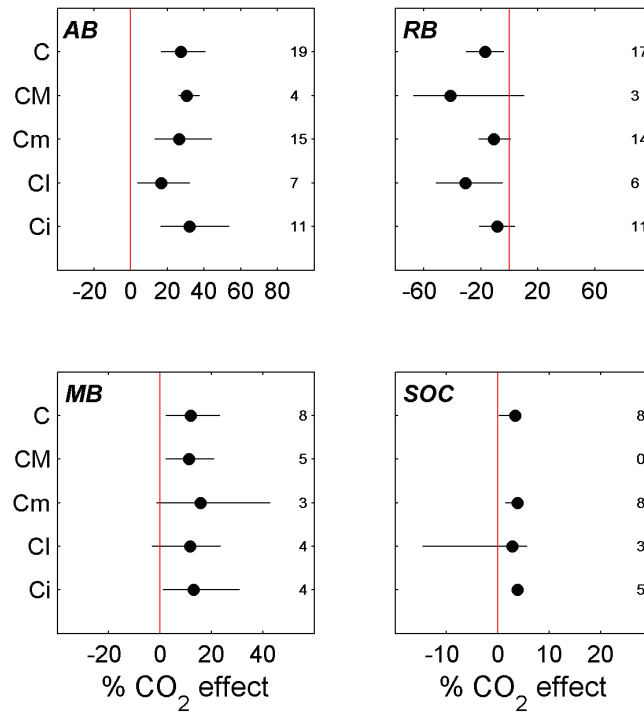 AB
C 19
CM 4
Cm 15
Cl 7
Ci 11
-20 0 20 40 60 80
RB
17
3
14
6
11
-60 -20 20 60
MB
C 8
CM 5
Cm 3
Cl 4
Ci 4
-20 0 20 40
% CO2 effect
SOC
8
0
8
3
5
-10 0 10 20
% CO2 effect